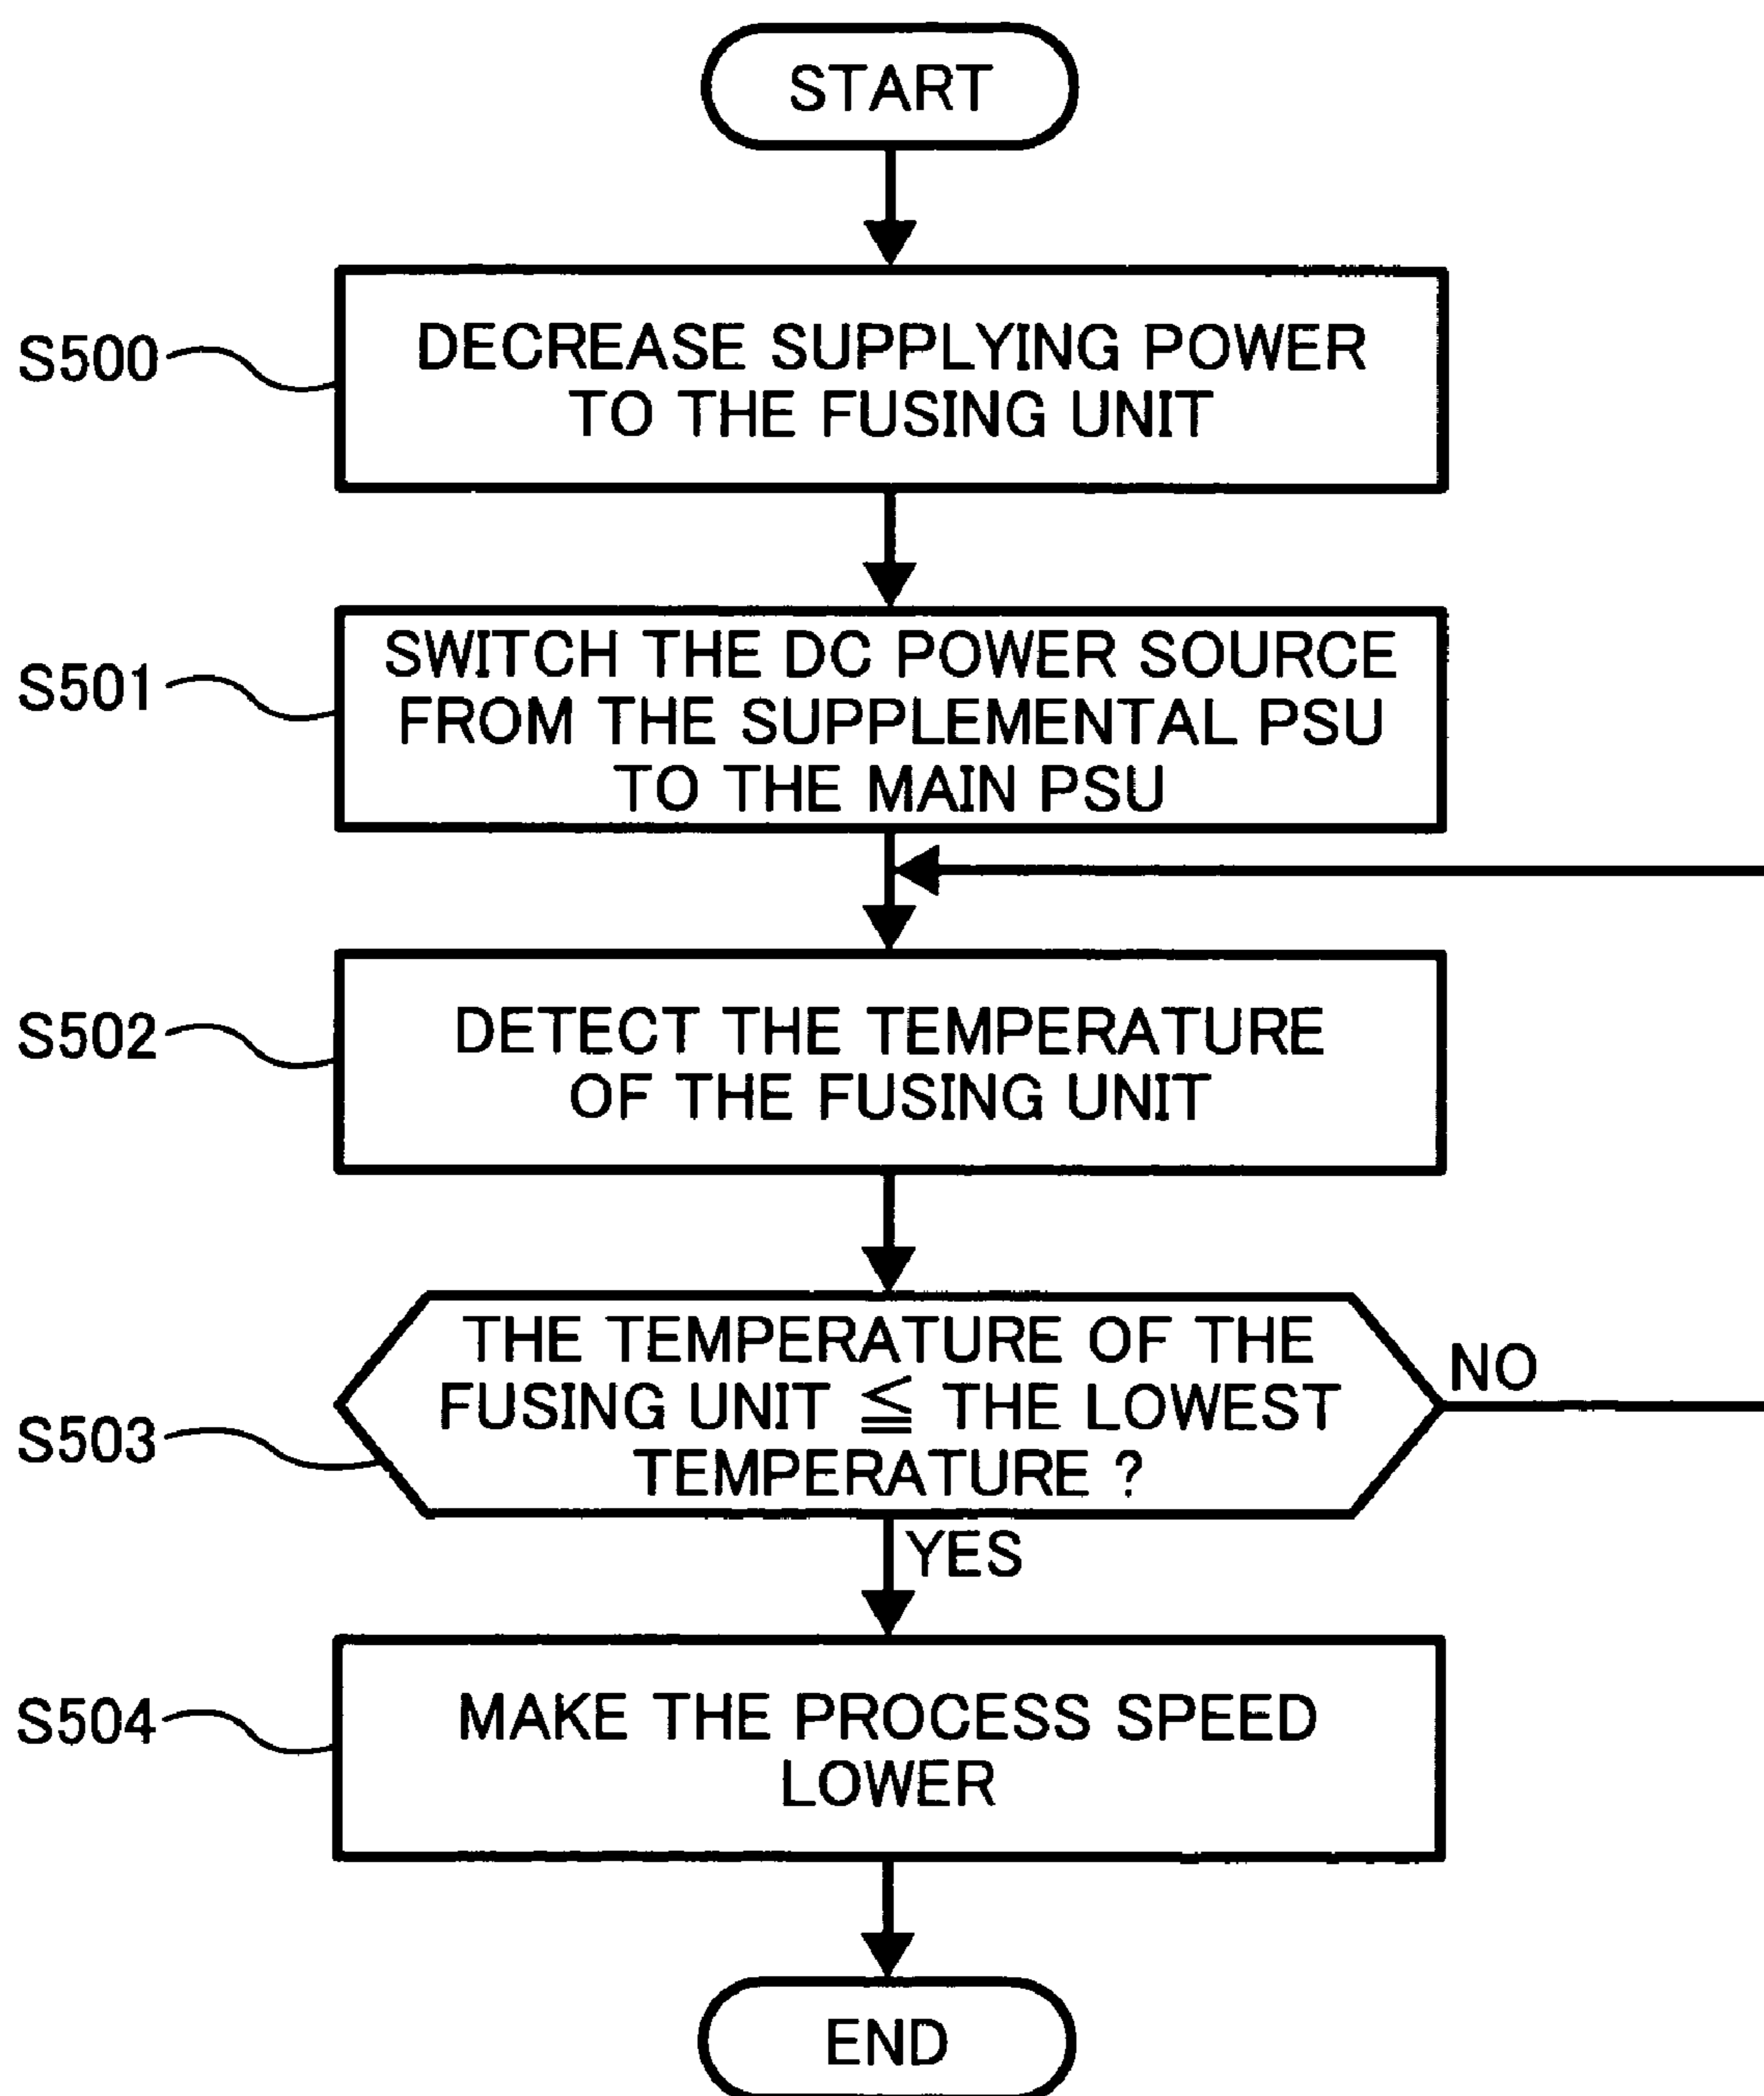 START
S500
DECREASE SUPPLYING POWER
TO THE FUSING UNIT
S501
SWITCH THE DC POWER SOURCE
FROM THE SUPPLEMENTAL PSU
TO THE MAIN PSU
S502
DETECT THE TEMPERATURE
OF THE FUSING UNIT
S503
THE TEMPERATURE OF THE
FUSING UNIT ≦ THE LOWEST
TEMPERATURE ?
NO
YES
S504
MAKE THE PROCESS SPEED
LOWER
END